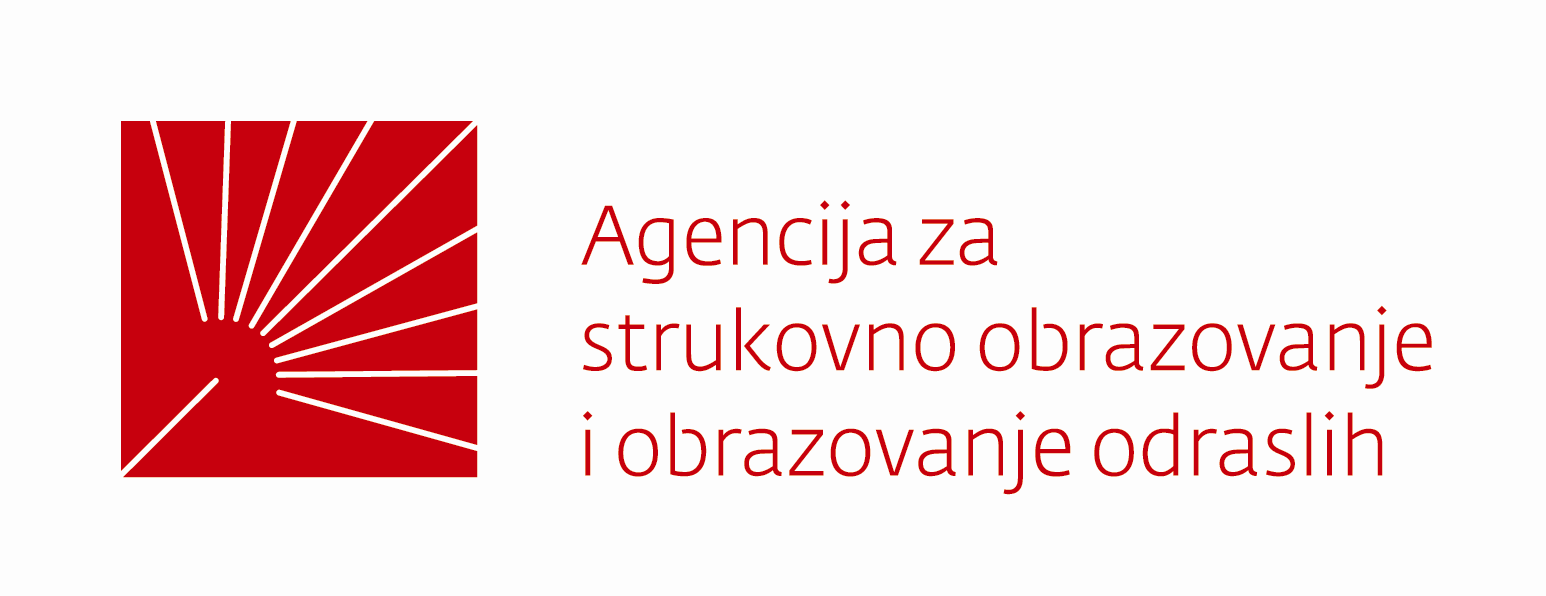 Agencija za
strukovno obrazovanje
i obrazovanje odraslih